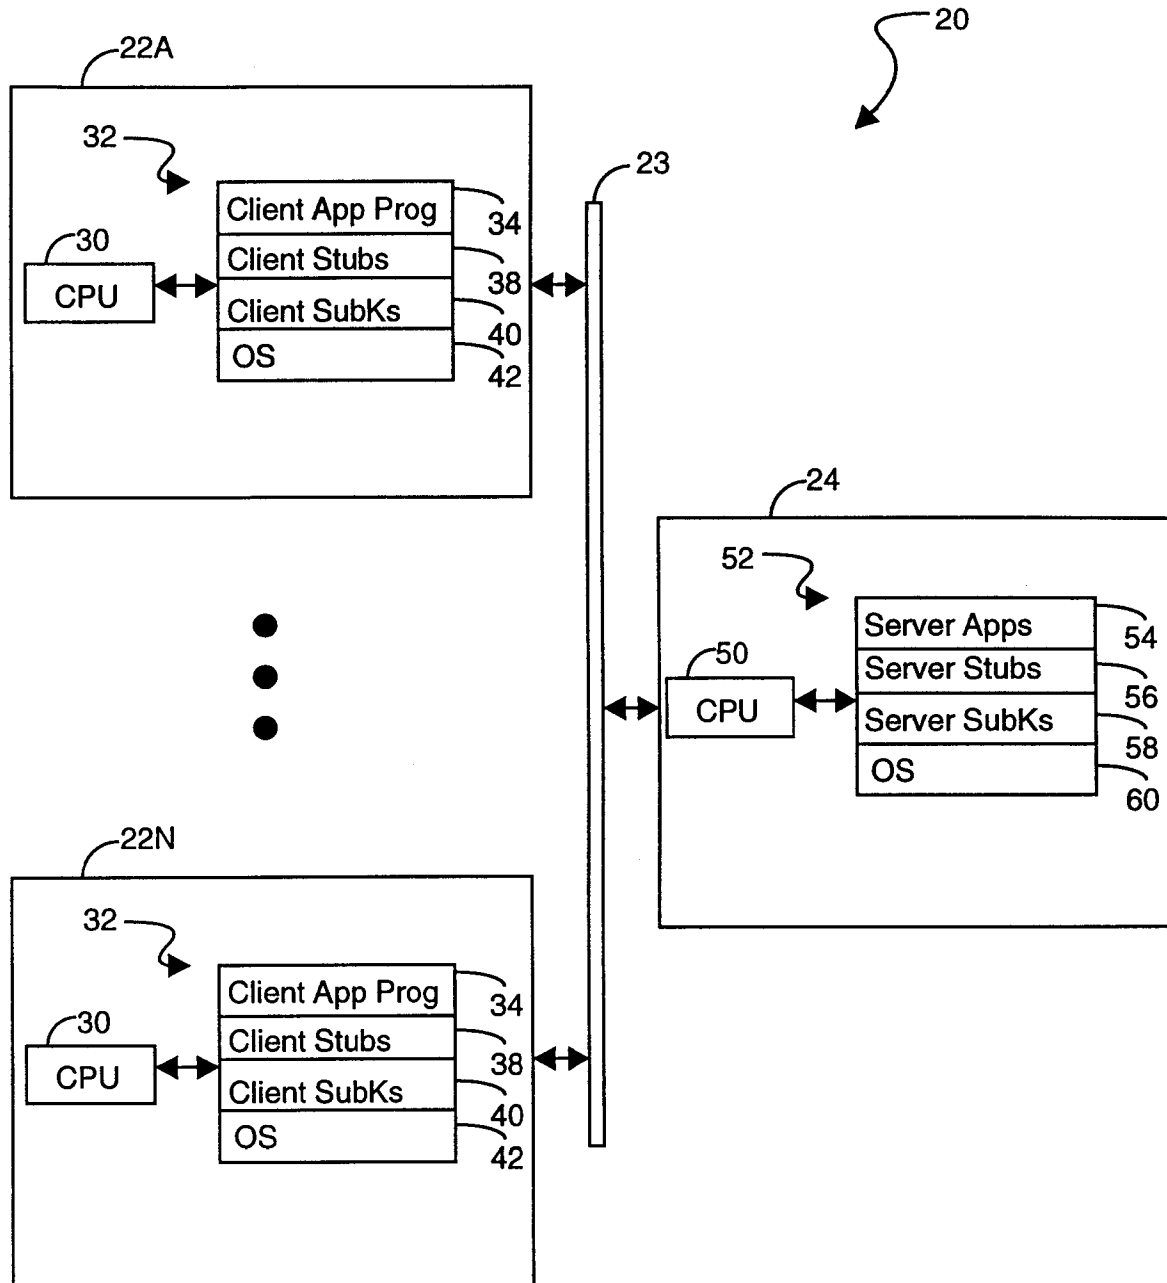 20
22A
32
23
Client App Prog
34
30
Client Stubs
38
CPU
Client SubKs
40
OS
42
24
52
Server Apps
54
50
Server Stubs
56
CPU
Server SubKs
58
OS
60
22N
32
Client App Prog
34
30
Client Stubs
38
CPU
Client SubKs
40
OS
42